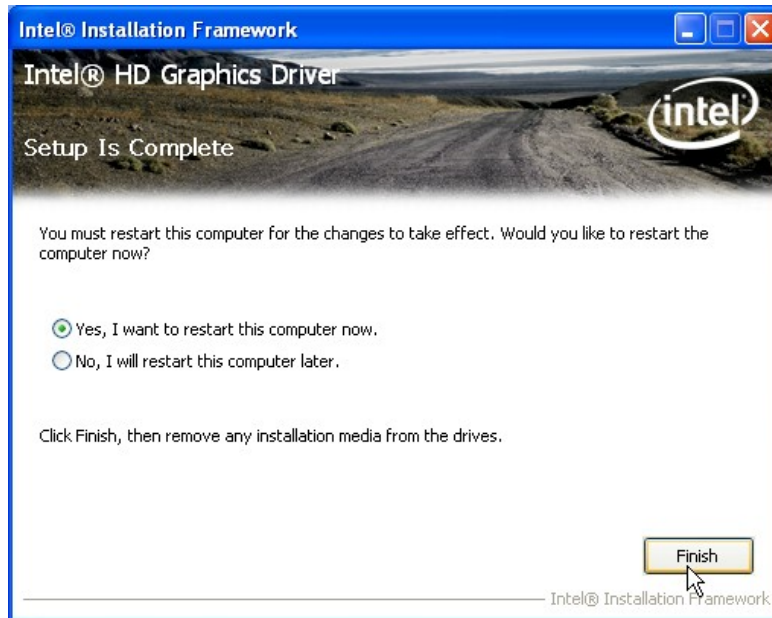 Intel® Installation Framework
Intel® HD Graphics Driver
intel
Setup Is Complete
You must restart this computer for the changes to take effect. Would you like to restart the
computer now?
Yes, I want to restart this computer now.
No, I will restart this computer later.
Click Finish, then remove any installation media from the drives.
Finish
Intel® Installation Framework